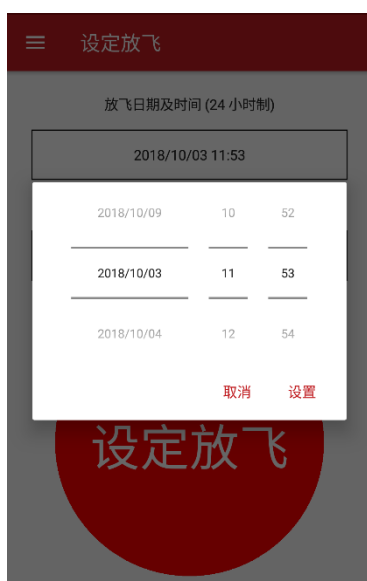 设定放飞
放飞日期及时间 (24 小时制)
2018/10/03 11:53
2018/10/09 10 52
2018/10/03 11 53
2018/10/04 12 54
取消 设置
设定放飞